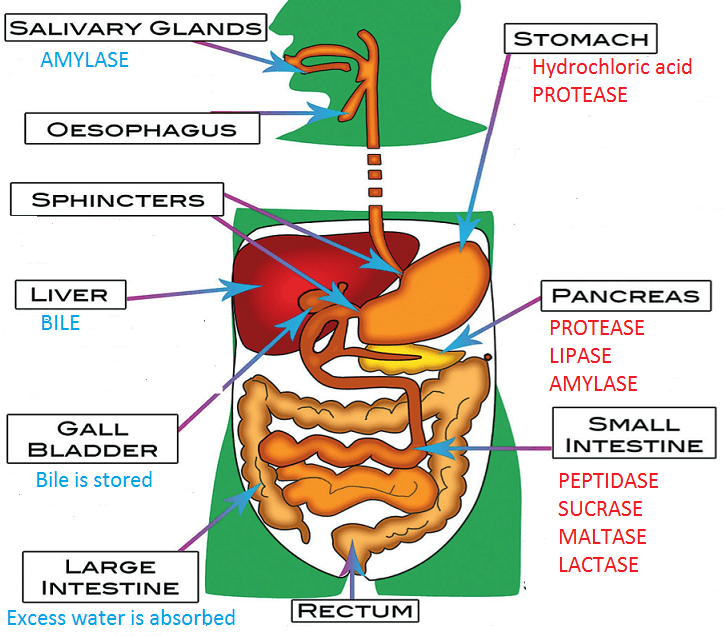 SALIVARY GLANDS
AMYLASE
OESOPHAGUS
SPHINCTERS
LIVER
BILE
GALL
BLADDER
Bile is stored
LARGE
INTESTINE
Excess water is absorbed
RECTUM
STOMACH
Hydrochloric acid
PROTEASE
PANCREAS
PROTEASE
LIPASE
AMYLASE
SMALL
INTESTINE
PEPTIDASE
SUCRASE
MALTASE
LACTASE